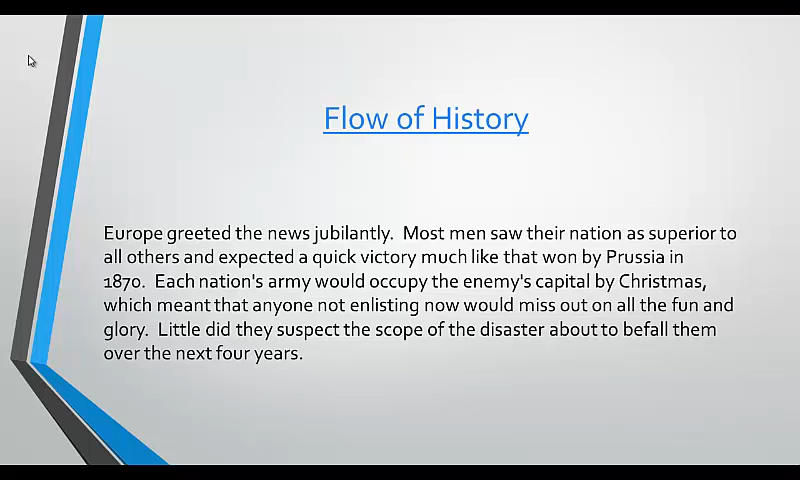 Flow of History
Europe greeted the news jubilantly.  Most men saw their nation as superior to
all others and expected a quick victory much like that won by Prussia in
1870.  Each nation's army would occupy the enemy's capital by Christmas,
which meant that anyone not enlisting now would miss out on all the fun and
glory.  Little did they suspect the scope of the disaster about to befall them
over the next four years.